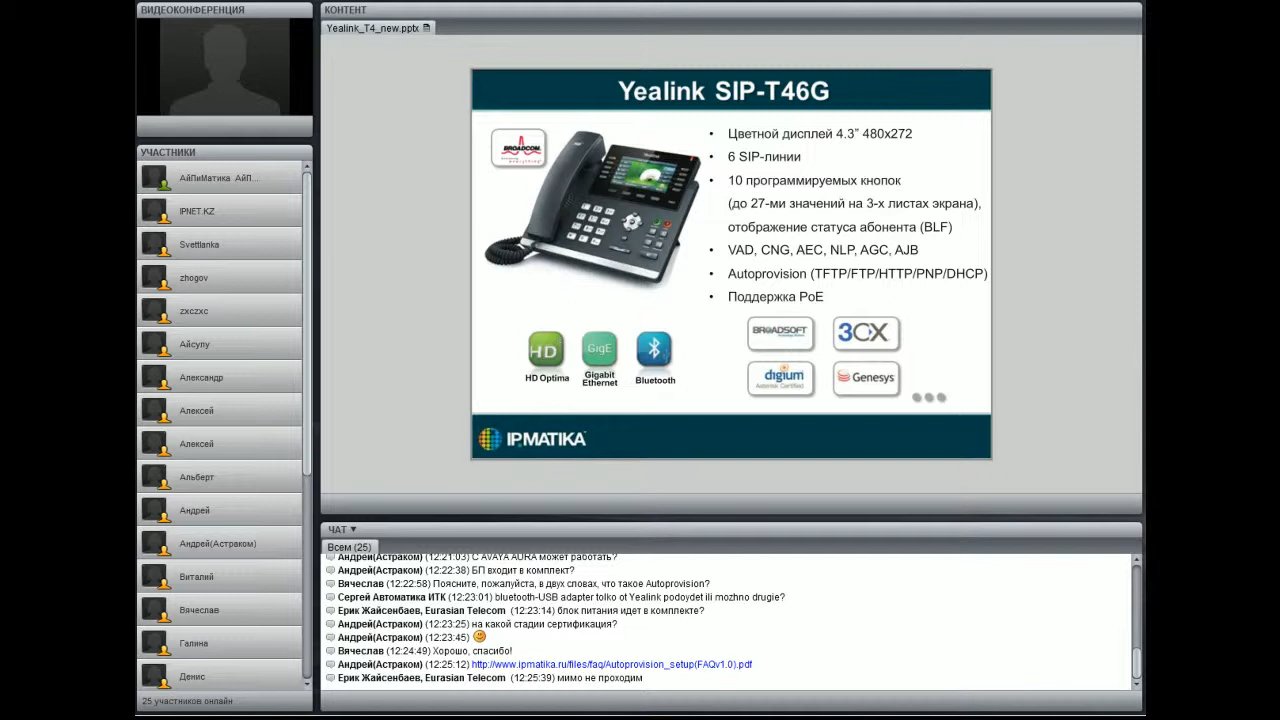 ВИДЕОКОНФЕРЕНЦИЯ
УЧАСТНИКИ
АйПиМатика АйП...
IPNET.KZ
Svettlanka
zhogov
zxczxc
Айсулу
Александр
Алексей
Алексей
Альберт
Андрей
Андрей(Астраком)
Виталий
Вячеслав
Галина
Денис
25 участников онлайн
КОНТЕНТ
Yealink_T4_new.pptx
Yealink SIP-T46G
BROADCOM
• Цветной дисплей 4.3” 480x272
• 6 SIP-линии
• 10 программируемых кнопок
(до 27-ми значений на 3-х листах экрана),
отображение статуса абонента (BLF)
• VAD, CNG, AEC, NLP, AGC, AJB
• Autoprovision (TFTP/FTP/HTTP/PNP/DHCP)
• Поддержка PoE
HD
HD Optima
GigE
Gigabit
Ethernet
Bluetooth
BROADSOFT
3CX
digium
Asterisk Certified
Genesys
IPMATIKA
ЧАТ
Всем (25)
Андрей(Астраком) (12:21:03) С AVAYA AURA может работать?
Андрей(Астраком) (12:22:38) БП входит в комплект?
Вячеслав (12:22:58) Поясните, пожалуйста, в двух словах, что такое Autoprovision?
Сергей Автоматика ИТК (12:23:01) bluetooth-USB adapter tolko ot Yealink podoydet ili mozhno drugie?
Ерик Жайсенбаев, Eurasian Telecom (12:23:14) блок питания идет в комплекте?
Андрей(Астраком) (12:23:25) на какой стадии сертификация?
Андрей(Астраком) (12:23:45)
Вячеслав (12:24:49) Хорошо, спасибо!
Андрей(Астраком) (12:25:12) http://www.ipmatika.ru/files/faq/Autoprovision_setup(FAQv1.0).pdf
Ерик Жайсенбаев, Eurasian Telecom (12:25:39) мимо не проходим